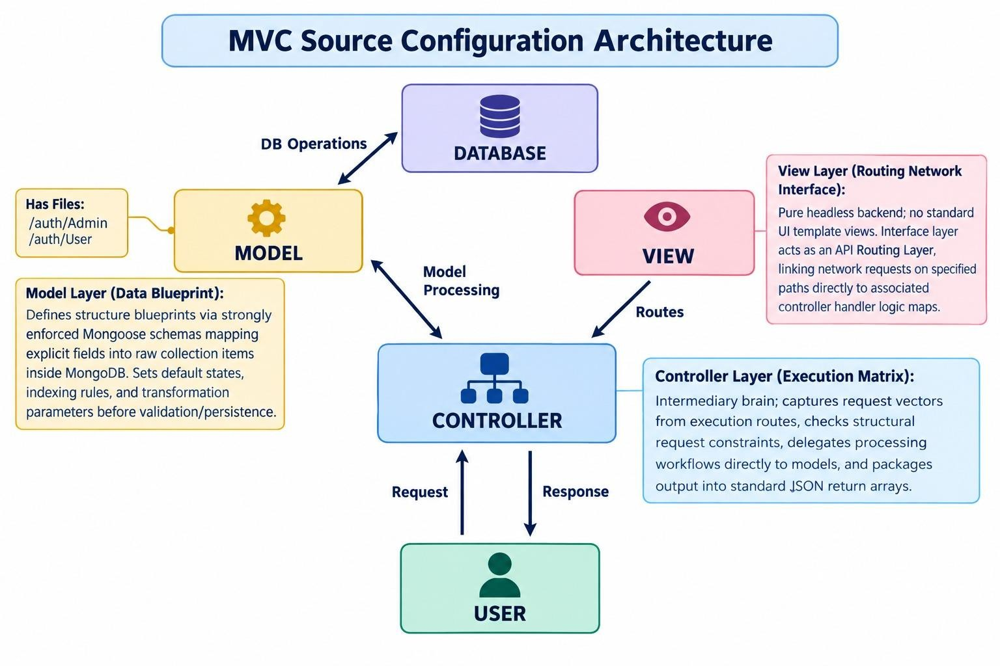 MVC Source Configuration Architecture
DATABASE
DB Operations
Has Files:
/auth/Admin
/auth/User
MODEL
VIEW
View Layer (Routing Network
Interface):
Pure headless backend; no standard
UI template views. Interface layer
acts as an API Routing Layer,
linking network requests on specified
paths directly to associated
controller handler logic maps.
Model
Processing
Routes
Model Layer (Data Blueprint):
Defines structure blueprints via strongly
enforced Mongoose schemas mapping
explicit fields into raw collection items
inside MongoDB. Sets default states,
indexing rules, and transformation
parameters before validation/persistence.
CONTROLLER
Controller Layer (Execution Matrix):
Intermediary brain; captures request vectors
from execution routes, checks structural
request constraints, delegates processing
workflows directly to models, and packages
output into standard JSON return arrays.
Request
Response
USER